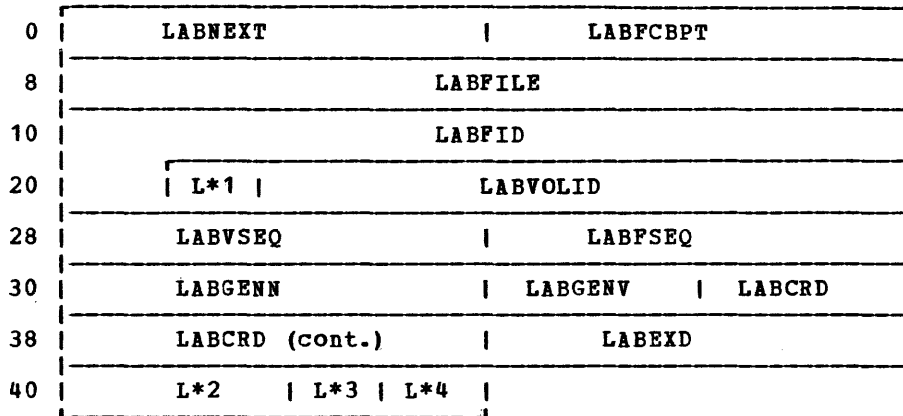 0 LABNEXT LABFCBPT
8 LABFILE
10 LABFID
20 L*1 LABVOLID
28 LABVSEQ LABFSEQ
30 LABGENN LABGENV LABCRD
38 LABCRD (cont.) LABEXD
40 L*2 L*3 L*4